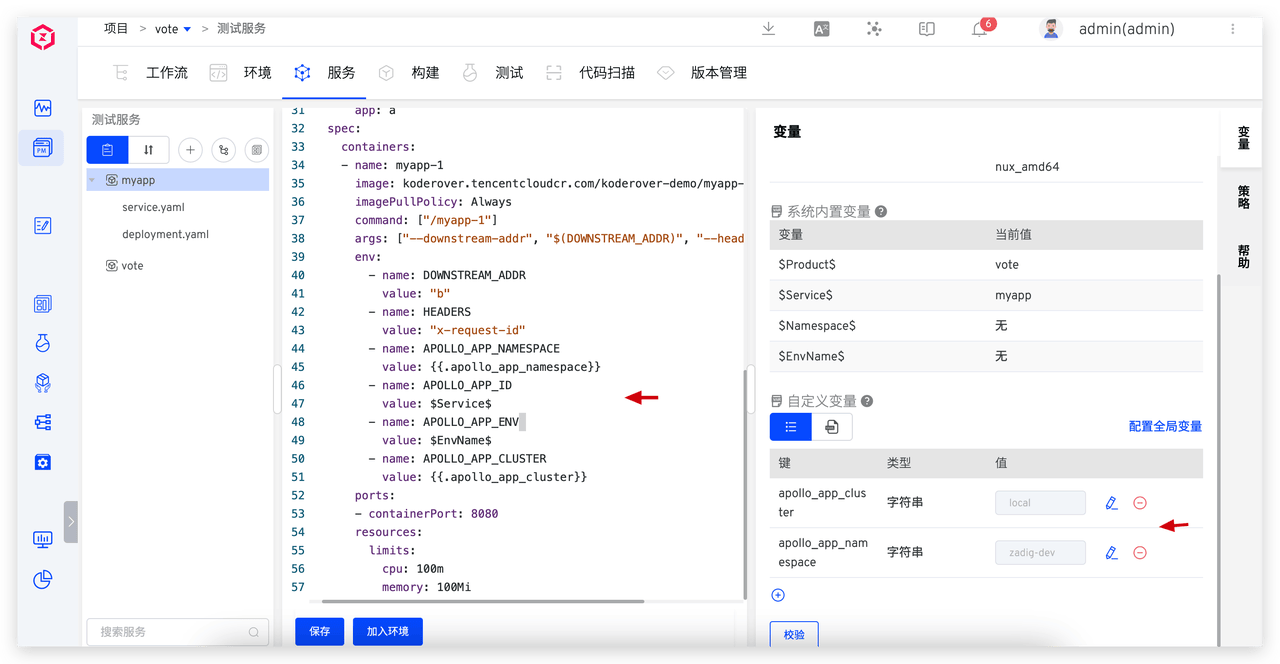 项目 > vote > 测试服务
6
admin(admin)
工作流
环境
服务
构建
测试
代码扫描
版本管理
PM
测试服务
myapp
service.yaml
deployment.yaml
vote
搜索服务
31 app: a
32 spec:
33 containers:
34 - name: myapp-1
35 image: koderover.tencentcloudcr.com/koderover-demo/myapp-
36 imagePullPolicy: Always
37 command: ["/myapp-1"]
38 args: ["--downstream-addr", "$(DOWNSTREAM_ADDR)", "--head
39 env:
40 - name: DOWNSTREAM_ADDR
41 value: "b"
42 - name: HEADERS
43 value: "x-request-id"
44 - name: APOLLO_APP_NAMESPACE
45 value: {{.apollo_app_namespace}}
46 - name: APOLLO_APP_ID
47 value: $Service$
48 - name: APOLLO_APP_ENV
49 value: $EnvName$
50 - name: APOLLO_APP_CLUSTER
51 value: {{.apollo_app_cluster}}
52 ports:
53 - containerPort: 8080
54 resources:
55 limits:
56 cpu: 100m
57 memory: 100Mi
保存
加入环境
变量
nux_amd64
系统内置变量
变量 当前值
$Product$ vote
$Service$ myapp
$Namespace$ 无
$EnvName$ 无
自定义变量
配置全局变量
键 类型 值
apollo_app_clus
ter 字符串 local
apollo_app_nam
espace 字符串 zadig-dev
校验
变量
策略
帮助